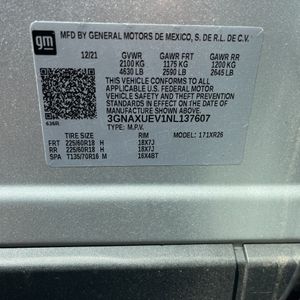 gm
MFD BY GENERAL MOTORS DE MEXICO, S. DE R.L. DE C.V.
12/21 GVWR GAWR FRT GAWR RR
2100 KG 1175 KG 1200 KG
4630 LB 2590 LB 2645 LB
THIS VEHICLE CONFORMS TO ALL
APPLICABLE U.S. FEDERAL MOTOR
VEHICLE SAFETY AND THEFT
PREVENTION STANDARDS IN EFFECT
ON THE DATE OF MANUFACTURE
SHOWN ABOVE.
3GNAXUEV1NL137607
TYPE: M.P.V. MODEL: 1XR26
TIRE RIM
FRT 225/60R18 H 18X7J
RR 225/60R18 H 18X7J
SPA T135/70R16 M 16X4BT